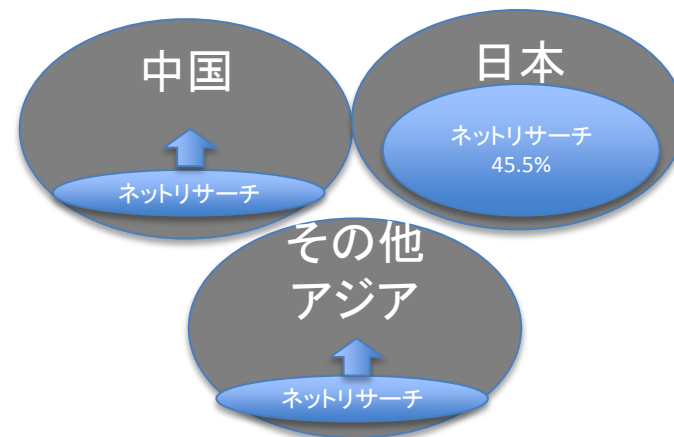 中国
ネットリサーチ
日本
ネットリサーチ
45.5%
その他
アジア
ネットリサーチ